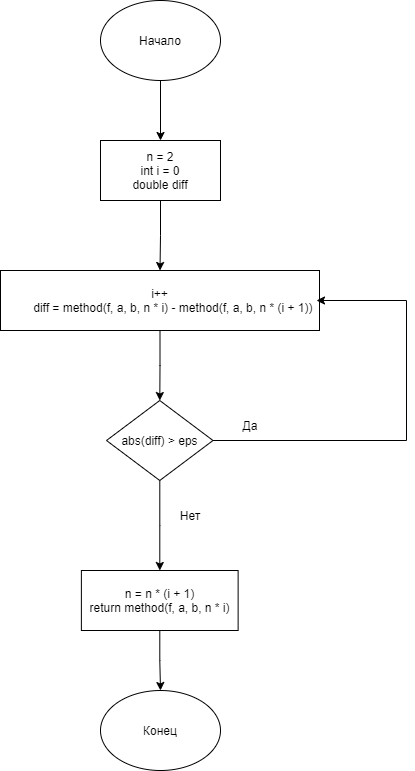 Начало
n = 2
int i = 0
double diff
i++
diff = method(f, a, b, n * i) - method(f, a, b, n * (i + 1))
abs(diff) > eps
Да
Нет
n = n * (i + 1)
return method(f, a, b, n * i)
Конец